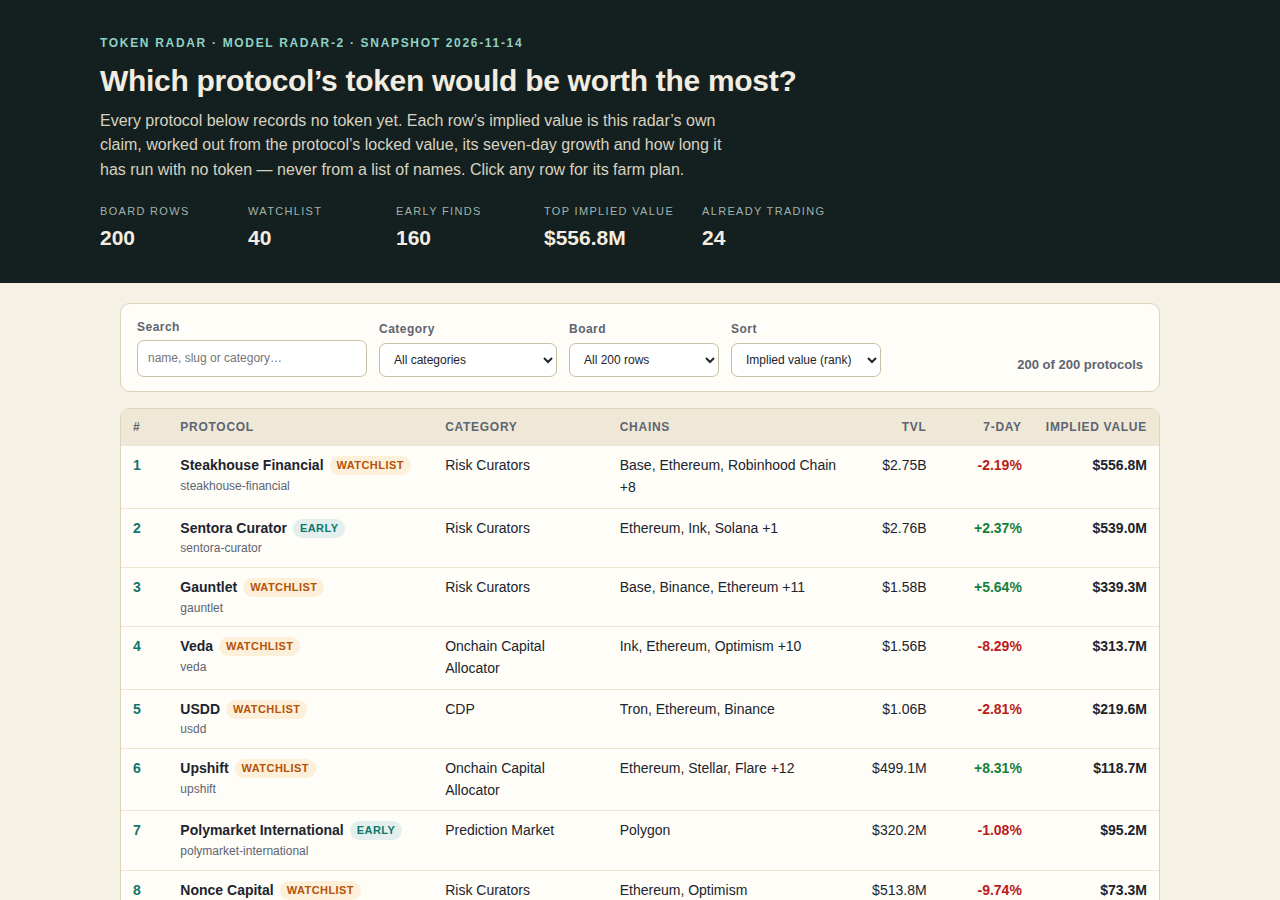 TOKEN RADAR · MODEL RADAR-2 · SNAPSHOT 2026-11-14
Which protocol’s token would be worth the most?
Every protocol below records no token yet. Each row’s implied value is this radar’s own
claim, worked out from the protocol’s locked value, its seven-day growth and how long it
has run with no token — never from a list of names. Click any row for its farm plan.
BOARD ROWS WATCHLIST EARLY FINDS TOP IMPLIED VALUE ALREADY TRADING
200 40 160 $556.8M 24
Search Category Board Sort
name, slug or category… All categories All 200 rows Implied value (rank) 200 of 200 protocols
# PROTOCOL CATEGORY CHAINS TVL 7-DAY IMPLIED VALUE
1 Steakhouse Financial WATCHLIST Risk Curators Base, Ethereum, Robinhood Chain $2.75B -2.19% $556.8M
steakhouse-financial +8
2 Sentora Curator EARLY Risk Curators Ethereum, Ink, Solana +1 $2.76B +2.37% $539.0M
sentora-curator
3 Gauntlet WATCHLIST Risk Curators Base, Binance, Ethereum +11 $1.58B +5.64% $339.3M
gauntlet
4 Veda WATCHLIST Onchain Capital Ink, Ethereum, Optimism +10 $1.56B -8.29% $313.7M
veda Allocator
5 USDD WATCHLIST CDP Tron, Ethereum, Binance $1.06B -2.81% $219.6M
usdd
6 Upshift WATCHLIST Onchain Capital Ethereum, Stellar, Flare +12 $499.1M +8.31% $118.7M
upshift Allocator
7 Polymarket International EARLY Prediction Market Polygon $320.2M -1.08% $95.2M
polymarket-international
8 Nonce Capital WATCHLIST Risk Curators Ethereum, Optimism $513.8M -9.74% $73.3M